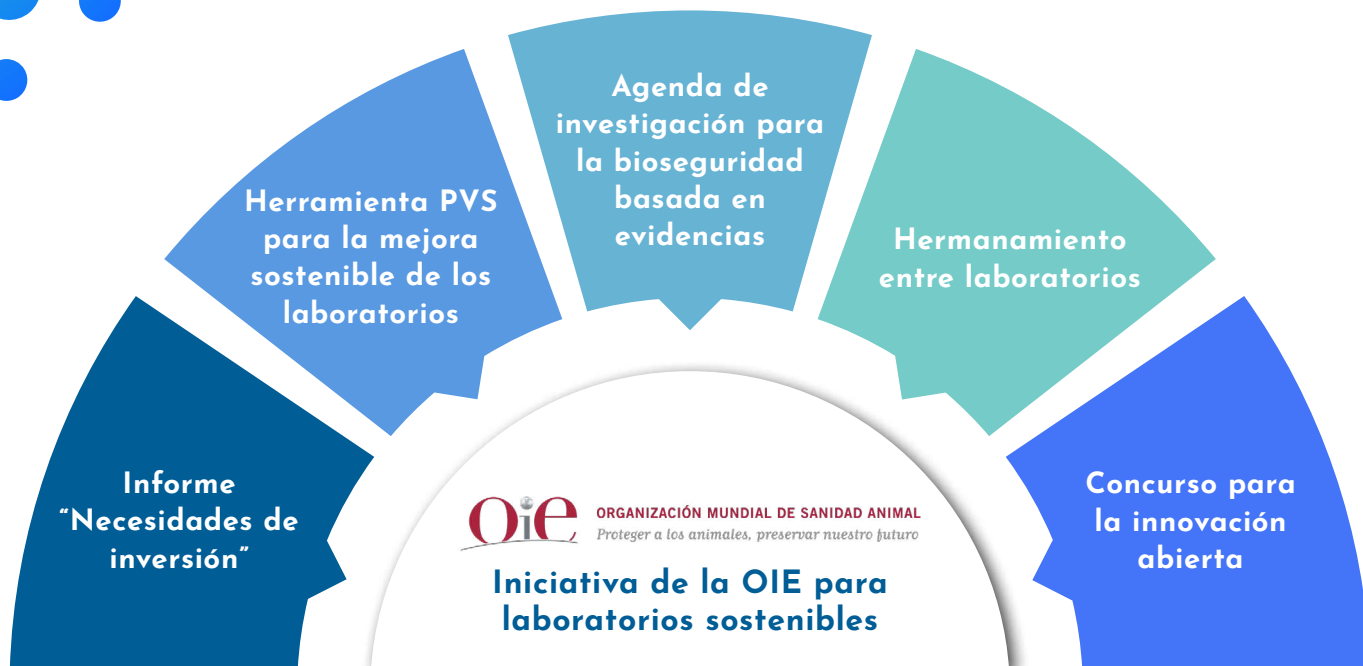 Informe
“Necesidades de
inversión”
Herramienta PVS
para la mejora
sostenible de los
laboratorios
Agenda de
investigación para
la bioseguridad
basada en
evidencias
Hermanamiento
entre laboratorios
Concurso para
la innovación
abierta
Oie
ORGANIZACIÓN MUNDIAL DE SANIDAD ANIMAL
Proteger a los animales, preservar nuestro futuro
Iniciativa de la OIE para
laboratorios sostenibles